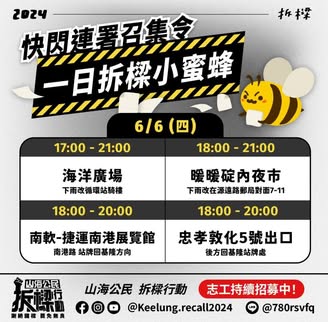 2024
拆樑
快閃連署召集令
一日拆樑小蜜蜂
6/6 (四)
17:00 - 21:00
海洋廣場
下雨改循環站騎樓
18:00 - 21:00
暖暖碇內夜市
下雨改在源遠路郵局對面7-11
18:00 - 20:00
南軟-捷運南港展覽館
南港路 站牌回基隆方向
18:00 - 20:00
忠孝敦化5號出口
後方回基隆站牌處
山海公民
拆樑行動
山海公民 拆樑行動
志工持續招募中!
@Keelung.recall2024
@780rsvfq